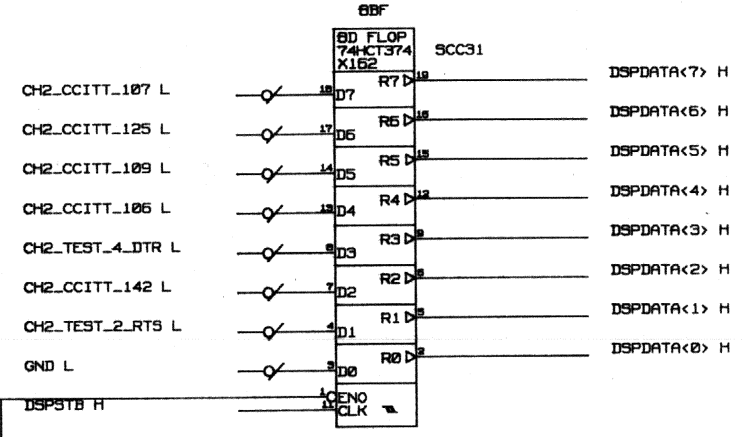 8BF
8D FLOP
74HCT374 SCC31
X162
CH2_CCITT_107 L 18 D7 R7 19 DSPDATA<7> H
CH2_CCITT_125 L 17 D6 R6 16 DSPDATA<6> H
CH2_CCITT_109 L 14 D5 R5 15 DSPDATA<5> H
CH2_CCITT_106 L 13 D4 R4 12 DSPDATA<4> H
CH2_TEST_4_DTR L 8 D3 R3 9 DSPDATA<3> H
CH2_CCITT_142 L 7 D2 R2 6 DSPDATA<2> H
CH2_TEST_2_RTS L 4 D1 R1 5 DSPDATA<1> H
GND L 3 D0 R0 2 DSPDATA<0> H
1 ENO
DSPSTB H 11 CLK